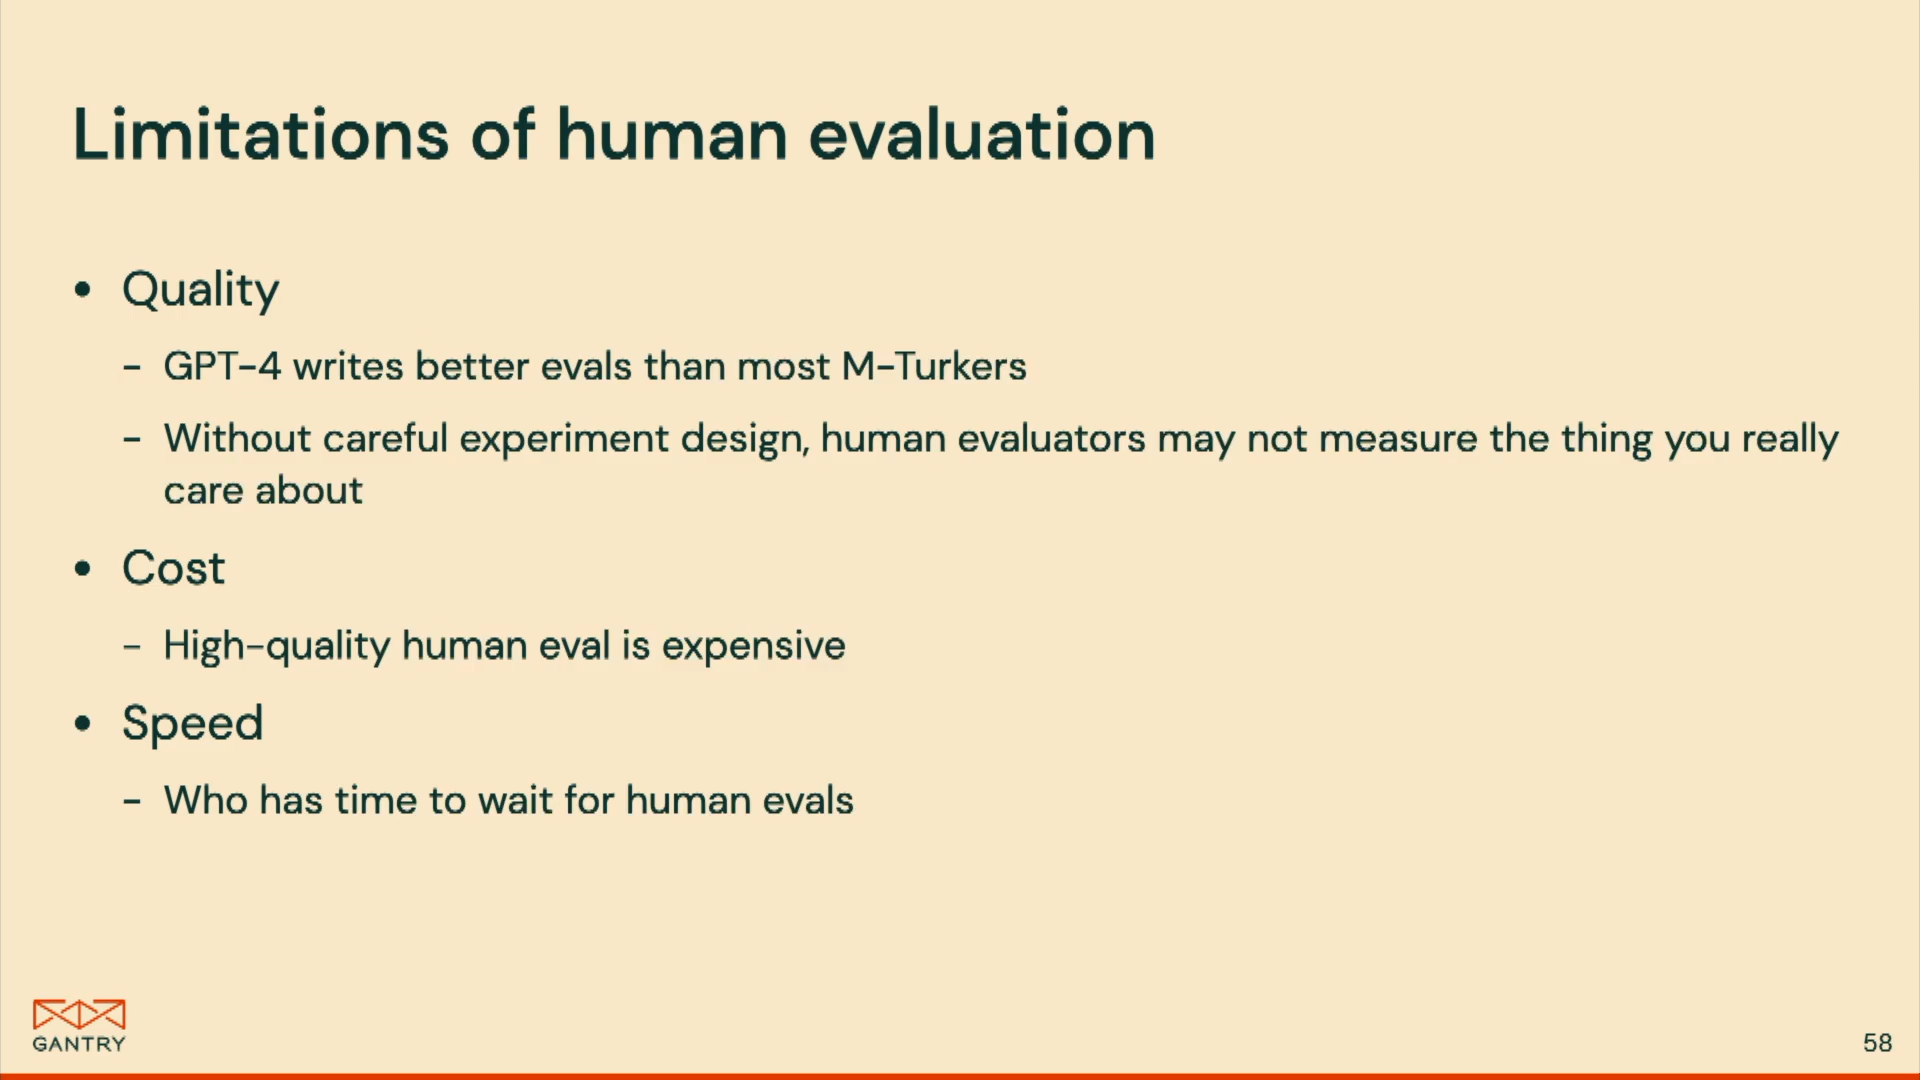 Limitations of human evaluation
• Quality
- GPT-4 writes better evals than most M-Turkers
- Without careful experiment design, human evaluators may not measure the thing you really
care about
• Cost
- High-quality human eval is expensive
• Speed
- Who has time to wait for human evals
GANTRY
58